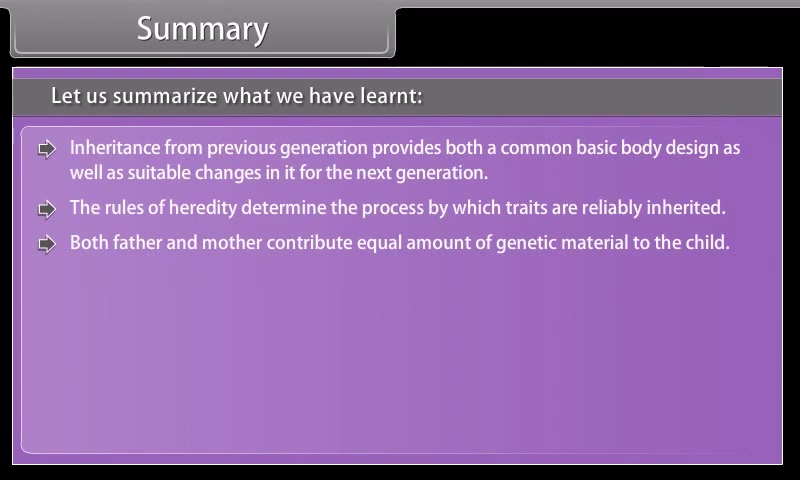 Summary
Let us summarize what we have learnt:
Inheritance from previous generation provides both a common basic body design as
well as suitable changes in it for the next generation.
The rules of heredity determine the process by which traits are reliably inherited.
Both father and mother contribute equal amount of genetic material to the child.